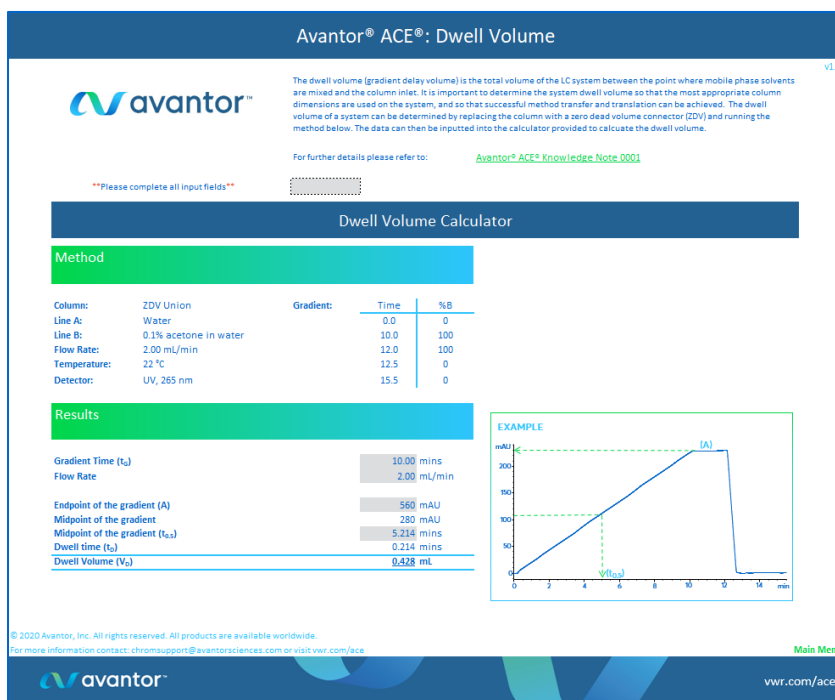 Avantor® ACE®: Dwell Volume
v1.
avantor™
The dwell volume (gradient delay volume) is the total volume of the LC system between the point where mobile phase solvents
are mixed and the column inlet. It is important to determine the system dwell volume so that the most appropriate column
dimensions are used on the system, and so that successful method transfer and translation can be achieved. The dwell
volume of a system can be determined by replacing the column with a zero dead volume connector (ZDV) and running the
method below. The data can then be inputted into the calculator provided to calcuate the dwell volume.
For further details please refer to: Avantor® ACE® Knowledge Note 0001
**Please complete all input fields**
Dwell Volume Calculator
Method
Column: ZDV Union Gradient: Time %B
Line A: Water 0.0 0
Line B: 0.1% acetone in water 10.0 100
Flow Rate: 2.00 mL/min 12.0 100
Temperature: 22 °C 12.5 0
Detector: UV, 265 nm 15.5 0
Results
Gradient Time (tG) 10.00 mins
Flow Rate 2.00 mL/min
Endpoint of the gradient (A) 560 mAU
Midpoint of the gradient 280 mAU
Midpoint of the gradient (t0.5) 5.214 mins
Dwell time (tD) 0.214 mins
Dwell Volume (VD) 0.428 mL
EXAMPLE
mAU
(A)
200
150
100
50
0
(t0.5)
0 2 4 6 8 10 12 14 min
© 2020 Avantor, Inc. All rights reserved. All products are available worldwide.
For more information contact: chromsupport@avantorsciences.com or visit vwr.com/ace
Main Men
avantor™
vwr.com/ace